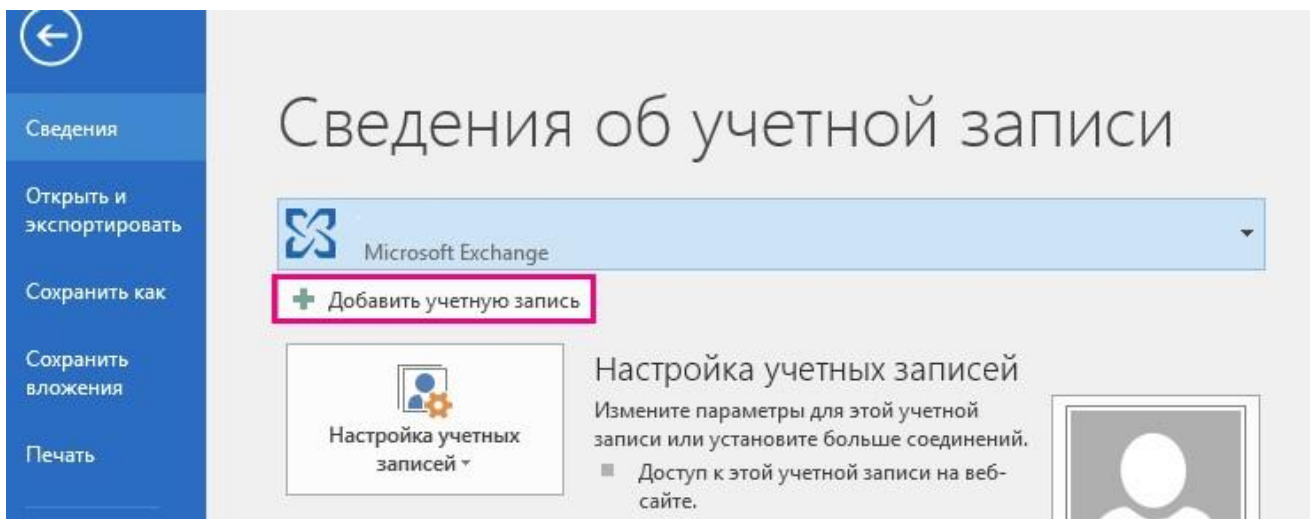 Сведения
Открыть и
экспортировать
Сохранить как
Сохранить
вложения
Печать
Сведения об учетной записи
Microsoft Exchange
Добавить учетную запись
Настройка учетных
записей
Настройка учетных записей
Измените параметры для этой учетной
записи или установите больше соединений.
Доступ к этой учетной записи на веб-
сайте.